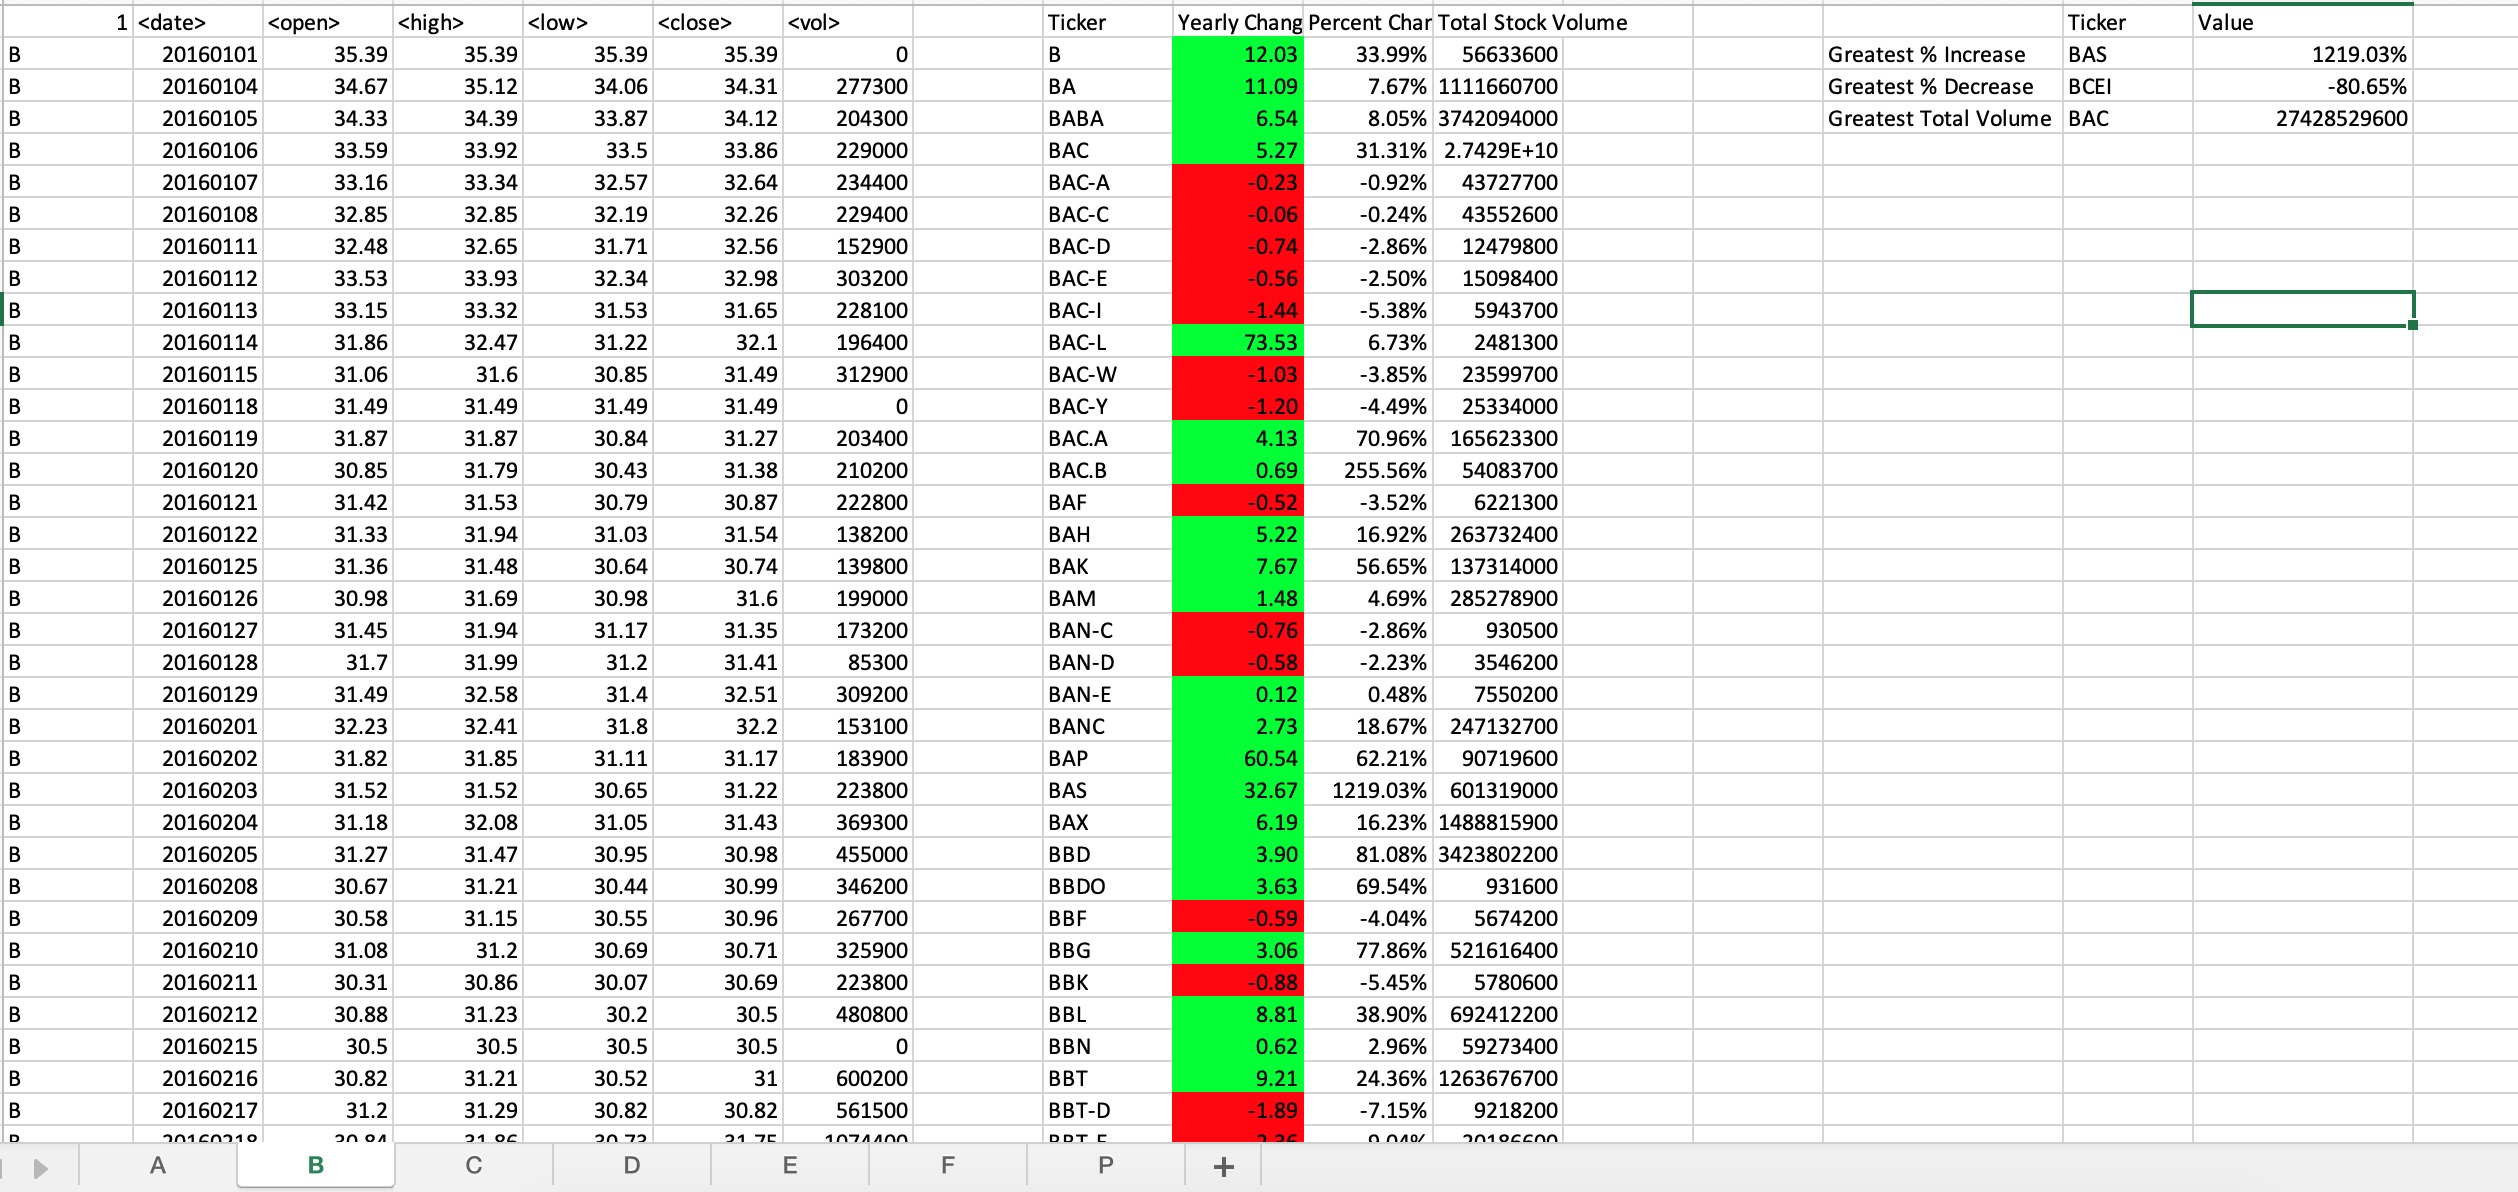 1 <date> <open> <high> <low> <close> <vol> Ticker Yearly Chang Percent Char Total Stock Volume Ticker Value
B 20160101 35.39 35.39 35.39 35.39 0 B 12.03 33.99% 56633600 Greatest % Increase BAS 1219.03%
B 20160104 34.67 35.12 34.06 34.31 277300 BA 11.09 7.67% 1111660700 Greatest % Decrease BCEI -80.65%
B 20160105 34.33 34.39 33.87 34.12 204300 BABA 6.54 8.05% 3742094000 Greatest Total Volume BAC 27428529600
B 20160106 33.59 33.92 33.5 33.86 229000 BAC 5.27 31.31% 2.7429E+10
B 20160107 33.16 33.34 32.57 32.64 234400 BAC-A -0.23 -0.92% 43727700
B 20160108 32.85 32.85 32.19 32.26 229400 BAC-C -0.06 -0.24% 43552600
B 20160111 32.48 32.65 31.71 32.56 152900 BAC-D -0.74 -2.86% 12479800
B 20160112 33.53 33.93 32.34 32.98 303200 BAC-E -0.56 -2.50% 15098400
B 20160113 33.15 33.32 31.53 31.65 228100 BAC-I -1.44 -5.38% 5943700
B 20160114 31.86 32.47 31.22 32.1 196400 BAC-L 73.53 6.73% 2481300
B 20160115 31.06 31.6 30.85 31.49 312900 BAC-W -1.03 -3.85% 23599700
B 20160118 31.49 31.49 31.49 31.49 0 BAC-Y -1.20 -4.49% 25334000
B 20160119 31.87 31.87 30.84 31.27 203400 BAC.A 4.13 70.96% 165623300
B 20160120 30.85 31.79 30.43 31.38 210200 BAC.B 0.69 255.56% 54083700
B 20160121 31.42 31.53 30.79 30.87 222800 BAF -0.52 -3.52% 6221300
B 20160122 31.33 31.94 31.03 31.54 138200 BAH 5.22 16.92% 263732400
B 20160125 31.36 31.48 30.64 30.74 139800 BAK 7.67 56.65% 137314000
B 20160126 30.98 31.69 30.98 31.6 199000 BAM 1.48 4.69% 285278900
B 20160127 31.45 31.94 31.17 31.35 173200 BAN-C -0.76 -2.86% 930500
B 20160128 31.7 31.99 31.2 31.41 85300 BAN-D -0.58 -2.23% 3546200
B 20160129 31.49 32.58 31.4 32.51 309200 BAN-E 0.12 0.48% 7550200
B 20160201 32.23 32.41 31.8 32.2 153100 BANC 2.73 18.67% 247132700
B 20160202 31.82 31.85 31.11 31.17 183900 BAP 60.54 62.21% 90719600
B 20160203 31.52 31.52 30.65 31.22 223800 BAS 32.67 1219.03% 601319000
B 20160204 31.18 32.08 31.05 31.43 369300 BAX 6.19 16.23% 1488815900
B 20160205 31.27 31.47 30.95 30.98 455000 BBD 3.90 81.08% 3423802200
B 20160208 30.67 31.21 30.44 30.99 346200 BBDO 3.63 69.54% 931600
B 20160209 30.58 31.15 30.55 30.96 267700 BBF -0.59 -4.04% 5674200
B 20160210 31.08 31.2 30.69 30.71 325900 BBG 3.06 77.86% 521616400
B 20160211 30.31 30.86 30.07 30.69 223800 BBK -0.88 -5.45% 5780600
B 20160212 30.88 31.23 30.2 30.5 480800 BBL 8.81 38.90% 692412200
B 20160215 30.5 30.5 30.5 30.5 0 BBN 0.62 2.96% 59273400
B 20160216 30.82 31.21 30.52 31 600200 BBT 9.21 24.36% 1263676700
B 20160217 31.2 31.29 30.82 30.82 561500 BBT-D -1.89 -7.15% 9218200
A B C D E F P +